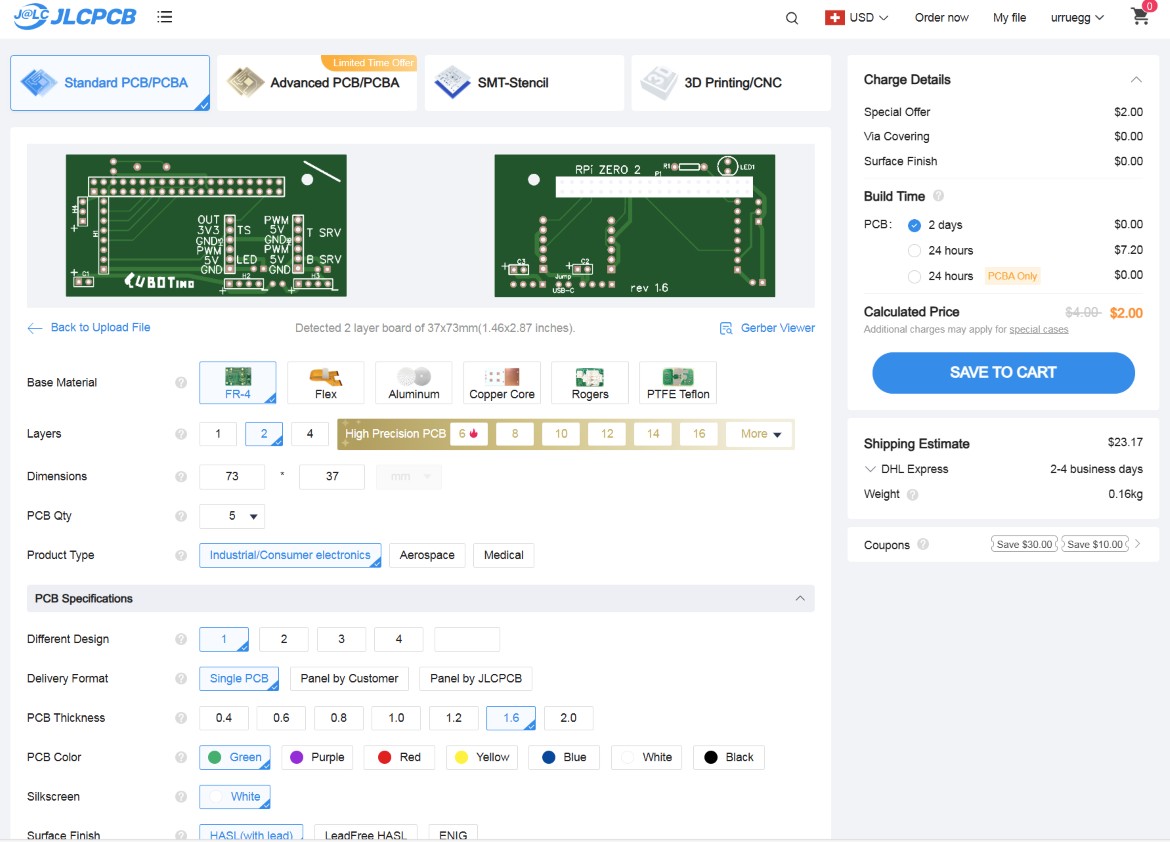 J@LC JLCPCB
USD
Order now
My file
urruegg
0
Standard PCB/PCBA
Limited Time Offer
Advanced PCB/PCBA
SMT-Stencil
3D Printing/CNC
OUT
3V3
GND
PWM
5V
GND
TS
LED
PWM
5V
GND
PWM
5V
GND
T SRV
B SRV
H4
H1
C1
H2
H3
CUBOTino
RPi ZERO 2
P1
R1
LED1
C3
C2
Jump
USB-C
rev 1.6
Back to Upload File
Detected 2 layer board of 37x73mm(1.46x2.87 inches).
Gerber Viewer
Base Material
FR-4
Flex
Aluminum
Copper Core
Rogers
PTFE Teflon
Layers
1
2
4
High Precision PCB
6
8
10
12
14
16
More
Dimensions
73
*
37
mm
PCB Qty
5
Product Type
Industrial/Consumer electronics
Aerospace
Medical
PCB Specifications
Different Design
1
2
3
4
Delivery Format
Single PCB
Panel by Customer
Panel by JLCPCB
PCB Thickness
0.4
0.6
0.8
1.0
1.2
1.6
2.0
PCB Color
Green
Purple
Red
Yellow
Blue
White
Black
Silkscreen
White
Surface Finish
HASL(with lead)
LeadFree HASL
ENIG
Charge Details
Special Offer
$2.00
Via Covering
$0.00
Surface Finish
$0.00
Build Time
PCB:
2 days
$0.00
24 hours
$7.20
24 hours
PCBA Only
$0.00
Calculated Price
$4.00
$2.00
Additional charges may apply for special cases
SAVE TO CART
Shipping Estimate
$23.17
DHL Express
2-4 business days
Weight
0.16kg
Coupons
Save $30.00
Save $10.00